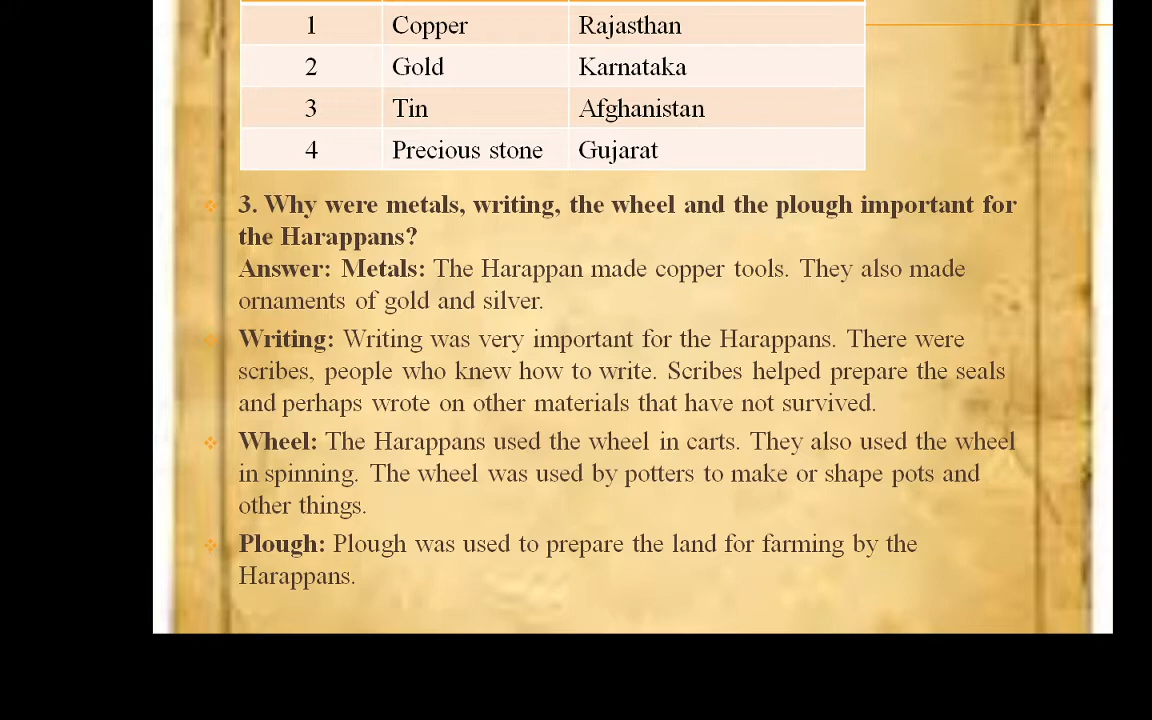 1 Copper Rajasthan
2 Gold Karnataka
3 Tin Afghanistan
4 Precious stone Gujarat
3. Why were metals, writing, the wheel and the plough important for
the Harappans?
Answer: Metals: The Harappan made copper tools. They also made
ornaments of gold and silver.
Writing: Writing was very important for the Harappans. There were
scribes, people who knew how to write. Scribes helped prepare the seals
and perhaps wrote on other materials that have not survived.
Wheel: The Harappans used the wheel in carts. They also used the wheel
in spinning. The wheel was used by potters to make or shape pots and
other things.
Plough: Plough was used to prepare the land for farming by the
Harappans.